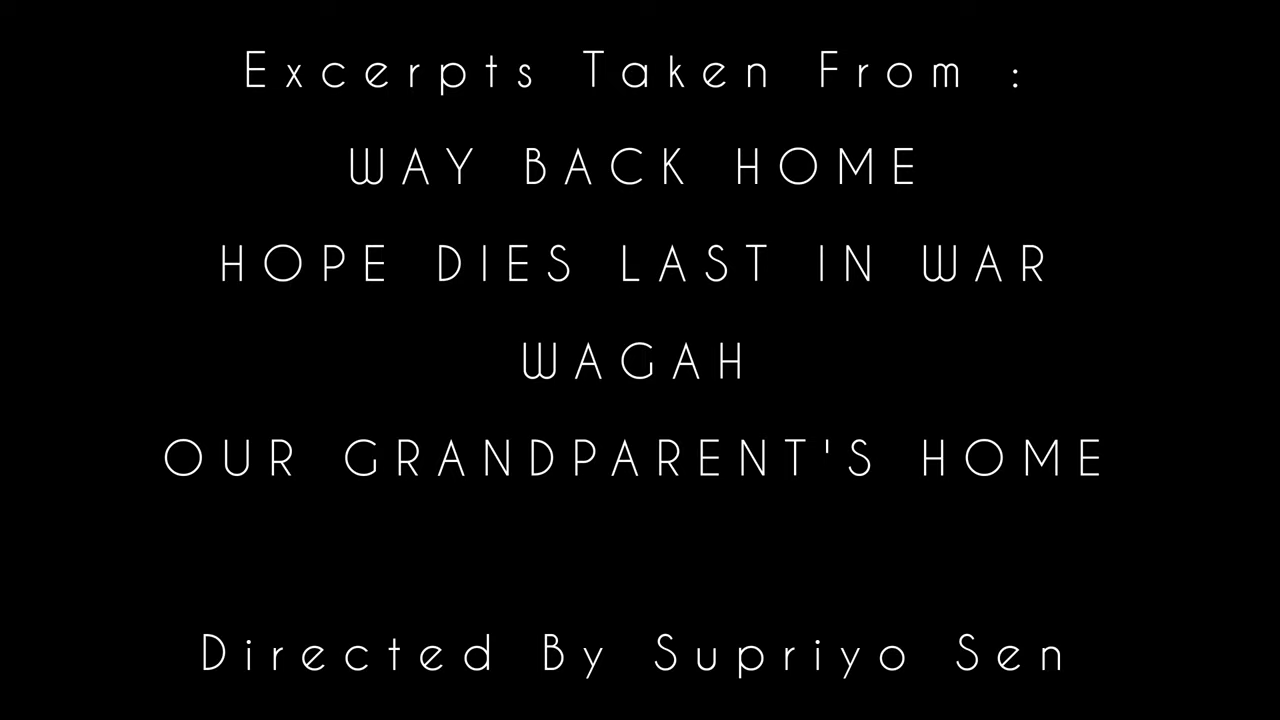 Excerpts Taken From :
WAY BACK HOME
HOPE DIES LAST IN WAR
WAGAH
OUR GRANDPARENT'S HOME
Directed By Supriyo Sen